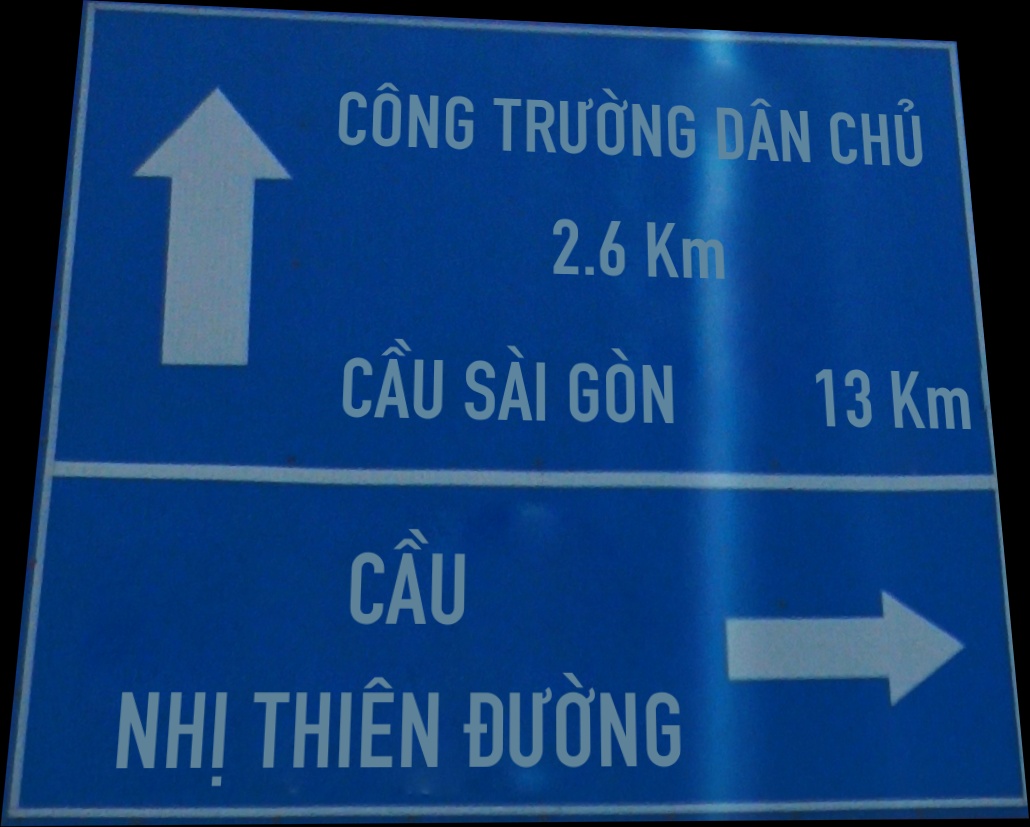 CÔNG TRƯỜNG DÂN CHỦ
2.6 Km
CẦU SÀI GÒN 13 Km
CẦU
NHỊ THIÊN ĐƯỜNG